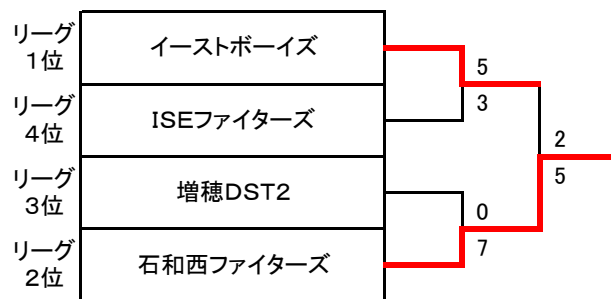 リーグ
1位
イーストボーイズ
5
リーグ
4位
ISEファイターズ
3
2
リーグ
3位
増穂DST2
0
5
リーグ
2位
石和西ファイターズ
7